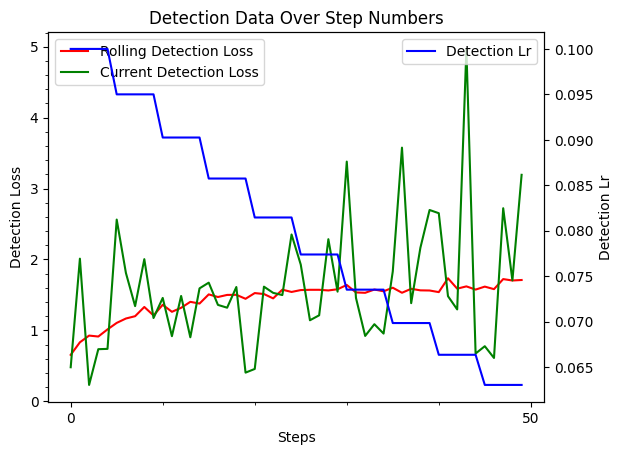 Detection Data Over Step Numbers
Rolling Detection Loss
Current Detection Loss
Detection Lr
5
4
3
2
1
0
Detection Loss
0.100
0.095
0.090
0.085
0.080
0.075
0.070
0.065
Detection Lr
0
50
Steps